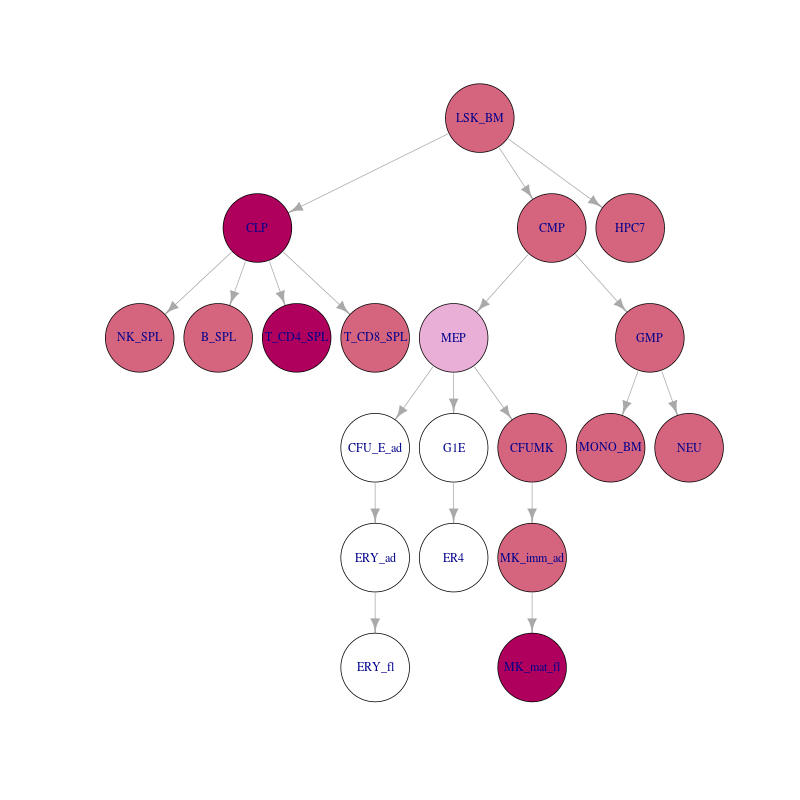 LSK_BM
CLP
CMP
HPC7
NK_SPL
B_SPL
T_CD4_SPL
T_CD8_SPL
MEP
GMP
CFU_E_ad
G1E
CFUMK
MONO_BM
NEU
ERY_ad
ER4
MK_imm_ad
ERY_fl
MK_mat_fl